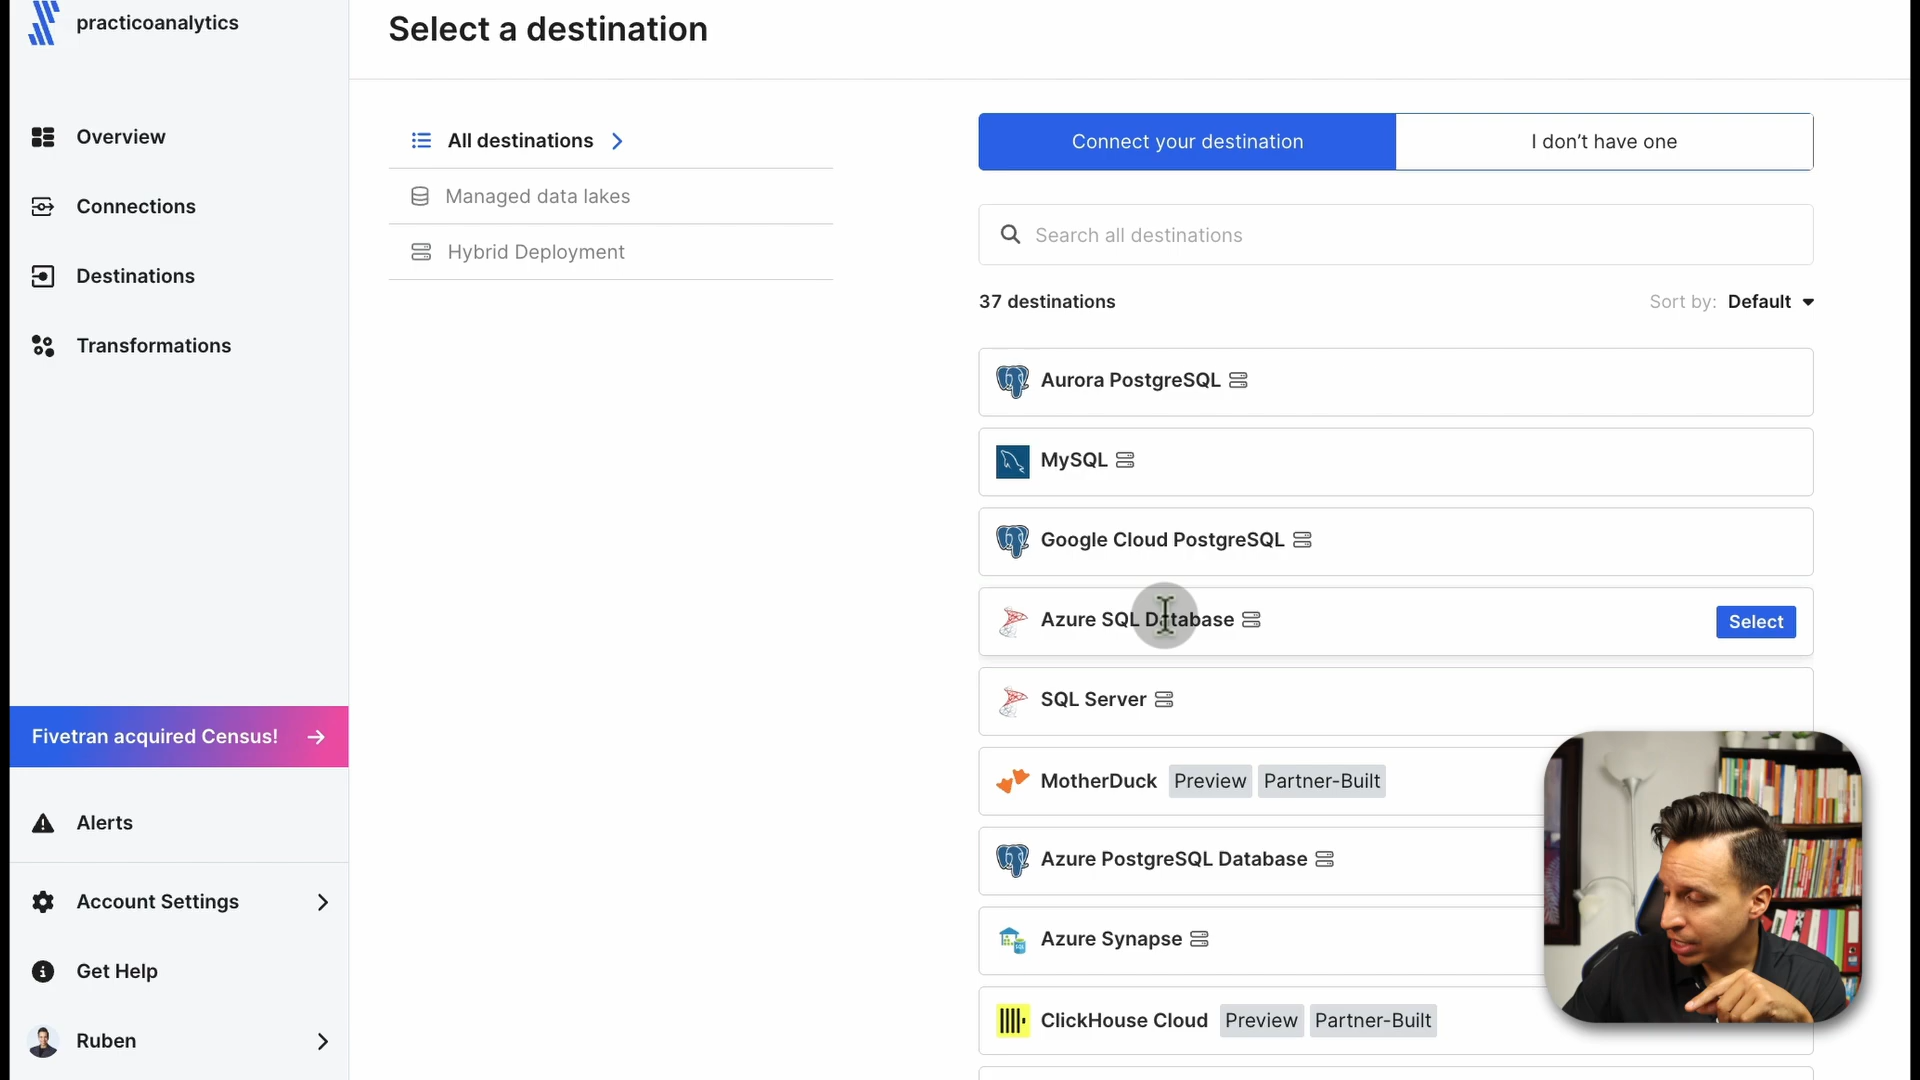 practicoanalytics
Overview
Connections
Destinations
Transformations
Fivetran acquired Census!
Alerts
Account Settings
Get Help
Ruben
Select a destination
All destinations
Managed data lakes
Hybrid Deployment
Connect your destination
I don’t have one
Search all destinations
37 destinations
Sort by: Default
Aurora PostgreSQL
MySQL
Google Cloud PostgreSQL
Azure SQL Database
Select
SQL Server
MotherDuck Preview Partner-Built
Azure PostgreSQL Database
Azure Synapse
ClickHouse Cloud Preview Partner-Built